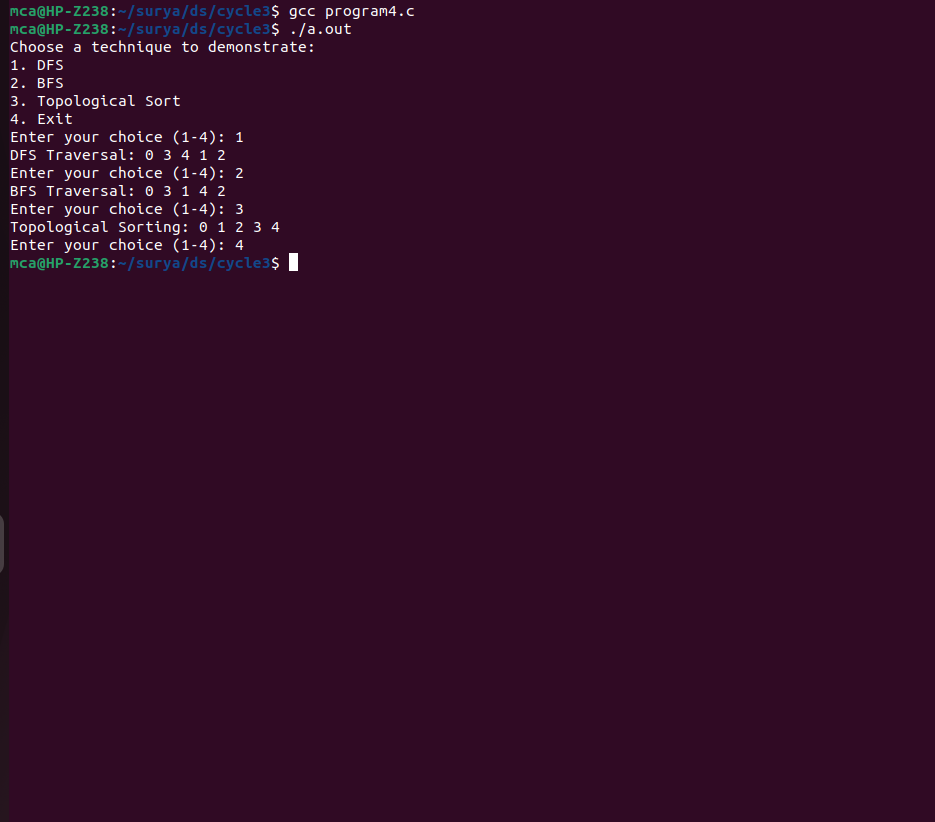 mca@HP-Z238:~/surya/ds/cycle3$ gcc program4.c
mca@HP-Z238:~/surya/ds/cycle3$ ./a.out
Choose a technique to demonstrate:
1. DFS
2. BFS
3. Topological Sort
4. Exit
Enter your choice (1-4): 1
DFS Traversal: 0 3 4 1 2
Enter your choice (1-4): 2
BFS Traversal: 0 3 1 4 2
Enter your choice (1-4): 3
Topological Sorting: 0 1 2 3 4
Enter your choice (1-4): 4
mca@HP-Z238:~/surya/ds/cycle3$